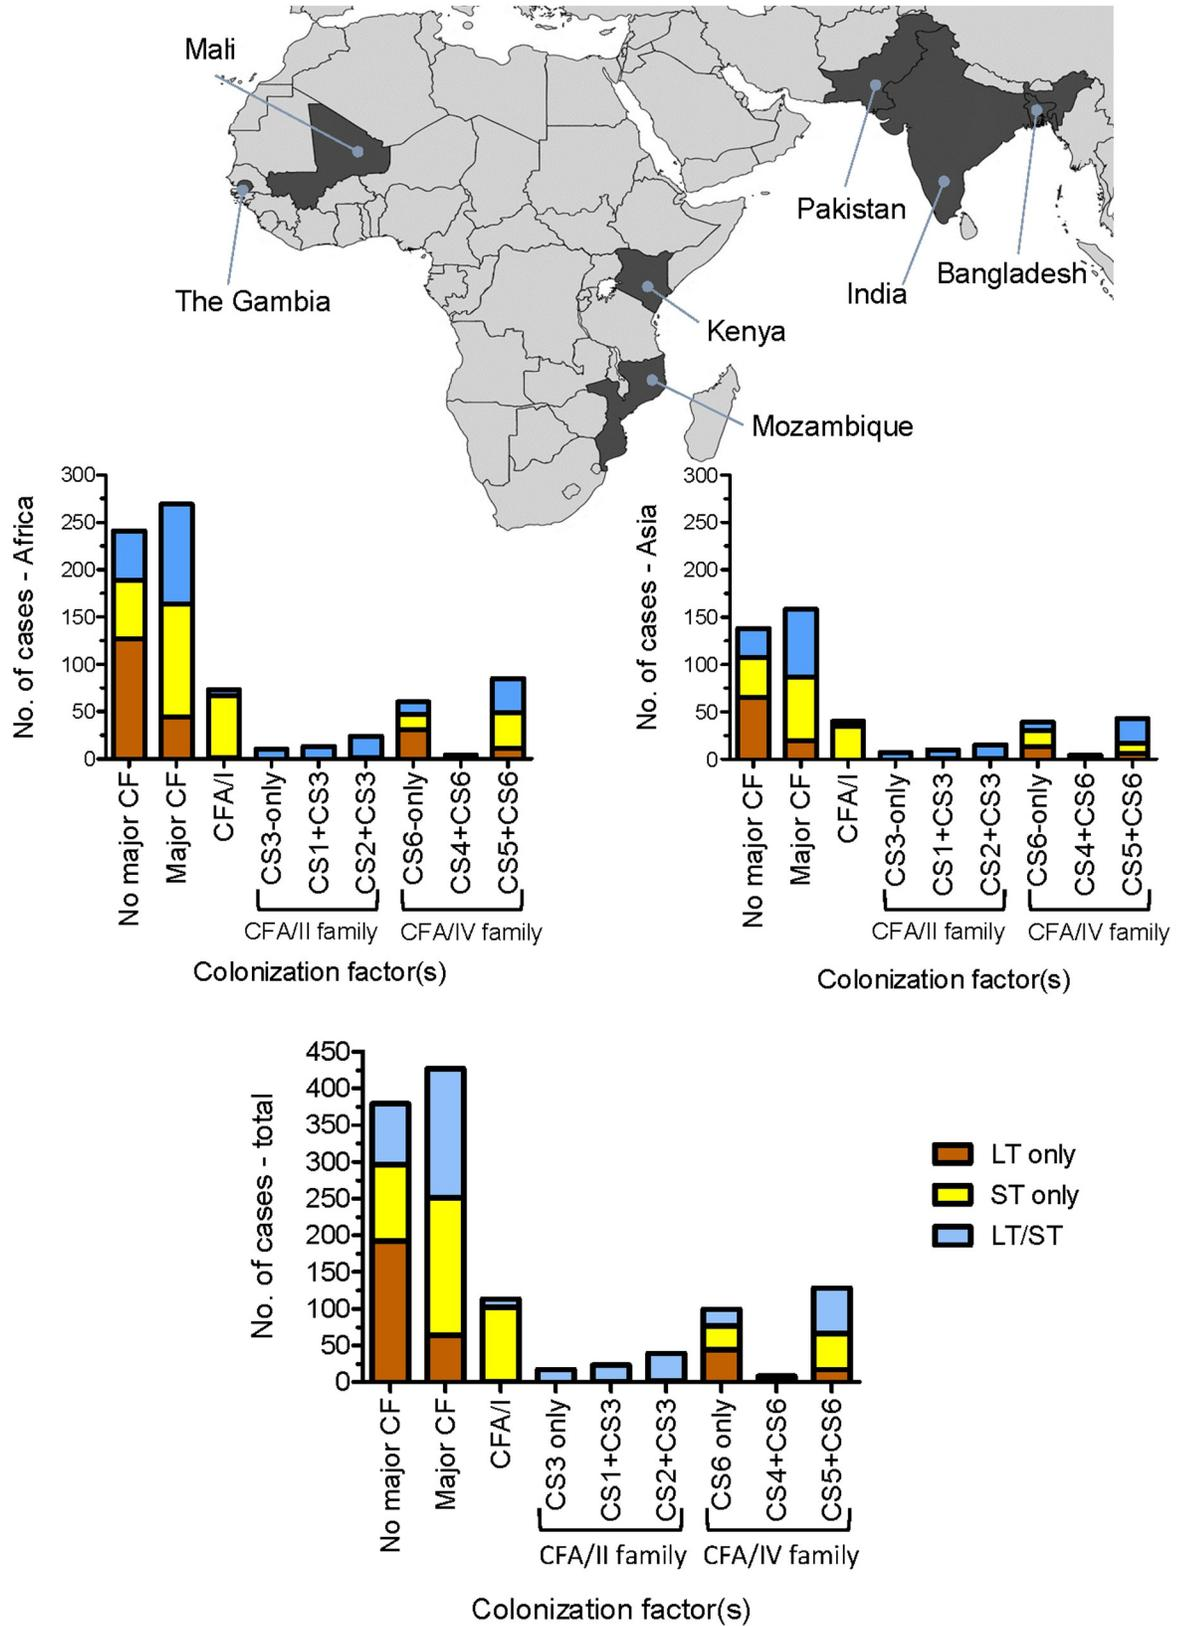 Mali
The Gambia
Pakistan
India
Bangladesh
Kenya
Mozambique
No. of cases - Africa
300
250
200
150
100
50
0
No major CF
Major CF
CFA/I
CS3-only
CS1+CS3
CS2+CS3
CS6-only
CS4+CS6
CS5+CS6
CFA/II family
CFA/IV family
Colonization factor(s)
No. of cases - Asia
300
250
200
150
100
50
0
No major CF
Major CF
CFA/I
CS3-only
CS1+CS3
CS2+CS3
CS6-only
CS4+CS6
CS5+CS6
CFA/II family
CFA/IV family
Colonization factor(s)
No. of cases - total
450
400
350
300
250
200
150
100
50
0
No major CF
Major CF
CFA/I
CS3 only
CS1+CS3
CS2+CS3
CS6 only
CS4+CS6
CS5+CS6
CFA/II family
CFA/IV family
Colonization factor(s)
LT only
ST only
LT/ST